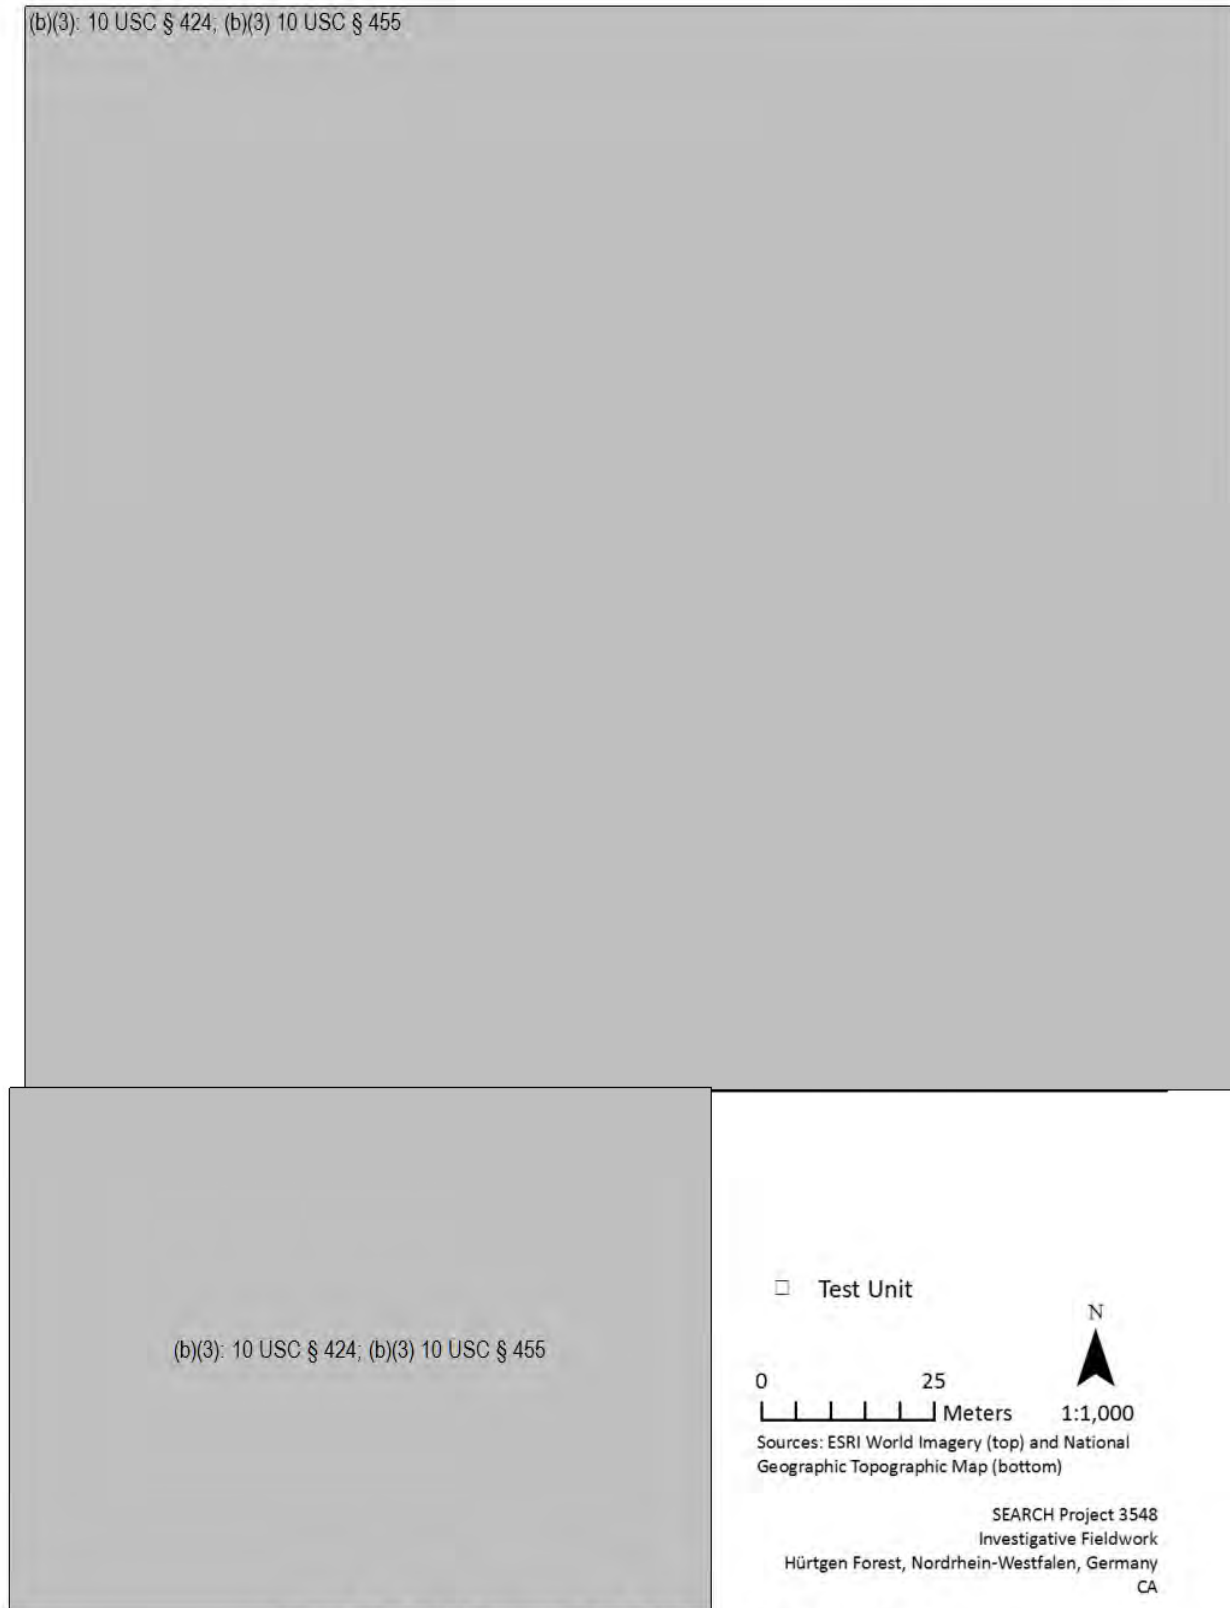 (b)(3): 10 USC § 424; (b)(3) 10 USC § 455
(b)(3): 10 USC § 424; (b)(3) 10 USC § 455
Test Unit
N
0 25
Meters 1:1,000
Sources: ESRI World Imagery (top) and National
Geographic Topographic Map (bottom)
SEARCH Project 3548
Investigative Fieldwork
Hürtgen Forest, Nordrhein-Westfalen, Germany
CA